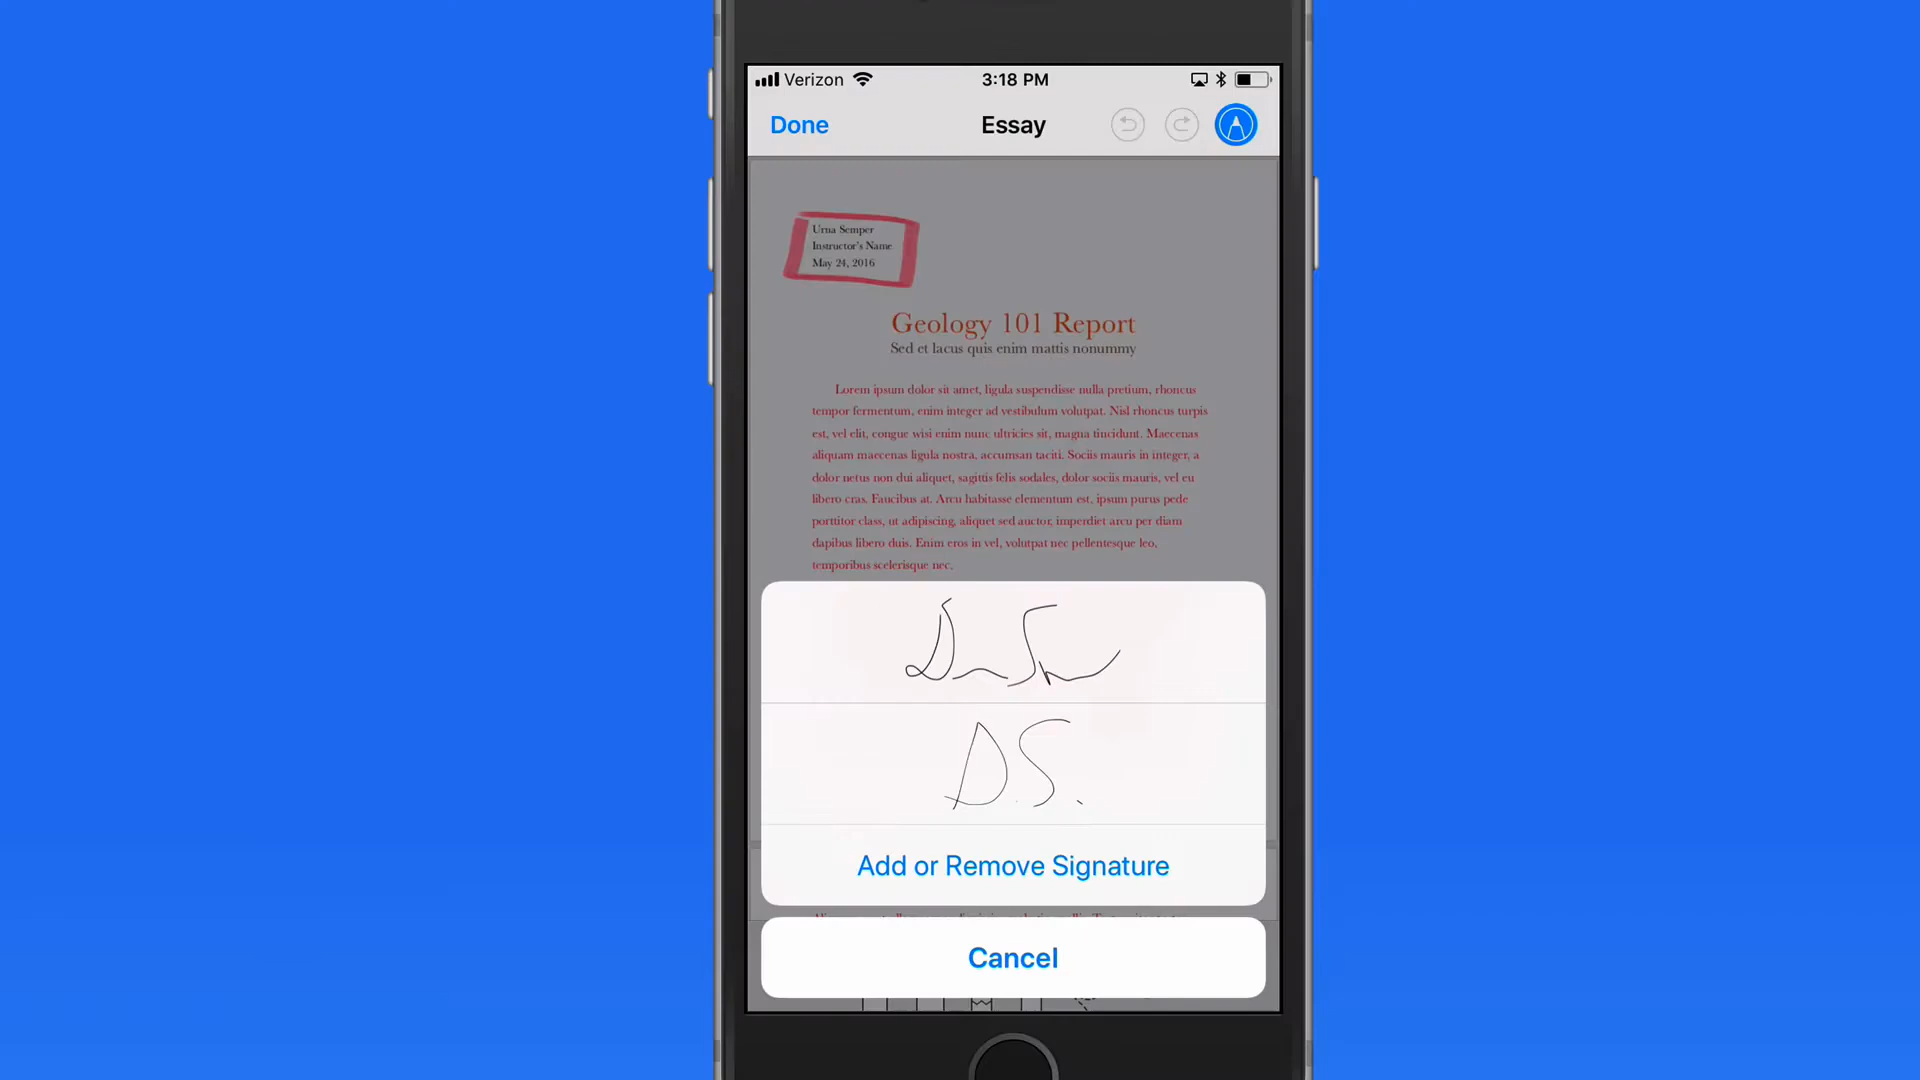 Verizon 3:18 PM
Done Essay
Urna Semper
Instructor's Name
May 24, 2016
Geology 101 Report
Sed et lacus quis enim mattis nonummy
Lorem ipsum dolor sit amet, ligula suspendisse nulla pretium, rhoncus
tempor fermentum, enim integer ad vestibulum volutpat. Nisl rhoncus turpis
est, vel elit, congue wisi enim nunc ultricies sit, magna tincidunt. Maecenas
aliquam maecenas ligula nostra, accumsan taciti. Sociis mauris in integer, a
dolor netus non dui aliquet, sagittis felis sodales, dolor sociis mauris, vel eu
libero cras. Faucibus at. Arcu habitasse elementum est, ipsum purus pede
porttitor class, ut adipiscing, aliquet sed auctor, imperdiet arcu per diam
dapibus libero duis. Enim eros in vel, volutpat nec pellentesque leo,
temporibus scelerisque nec.
D.S.
Add or Remove Signature
Cancel